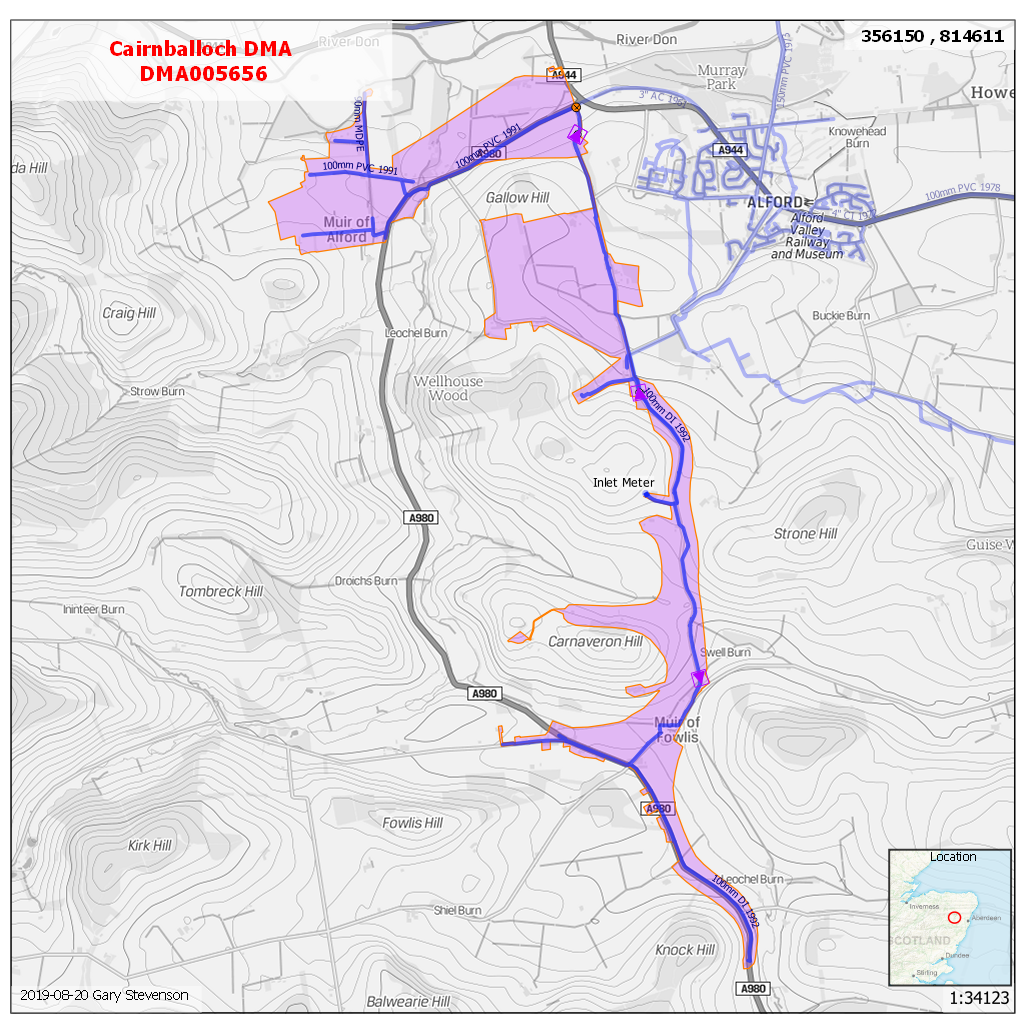 Cairnballoch DMA
DMA005656
River Don
River Don
356150 , 814611
A944
Murray
Park
150mm PVC 1973
Howe
3" AC
Knowehead
Burn
0mm MDPE
100mm PVC 1991
A980
A944
100mm PVC 1991
Gallow Hill
100mm PVC 1978
ALFORD
4" CI
Muir of
Alford
Alford
Valley
Railway
and Museum
Craig Hill
Leochel Burn
Buckie Burn
Strow Burn
Wellhouse
Wood
100mm DI 1992
Inlet Meter
A980
Strone Hill
Guise W
Droichs Burn
Tombreck Hill
Ininteer Burn
Carnaveron Hill
Swell Burn
A980
Muir of
Fowlis
A980
Fowlis Hill
Kirk Hill
Leochel Burn
100mm DI 1992
Shiel Burn
Knock Hill
Location
Inverness
Aberdeen
SCOTLAND
Dundee
Stirling
A980
2019-08-20 Gary Stevenson
Balwearie Hill
1:34123
da Hill